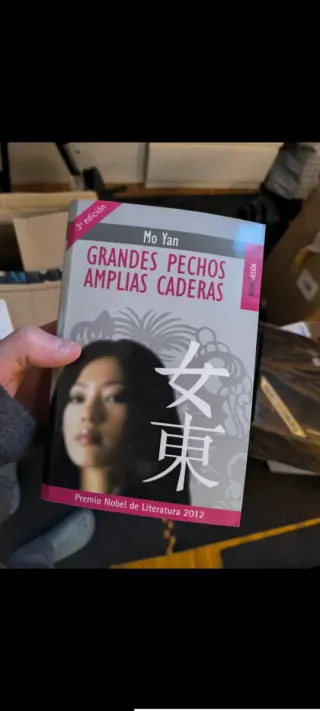 3ª edición
Mo Yan
GRANDES PECHOS
AMPLIAS CADERAS
女
東
Premio Nobel de Literatura 2012